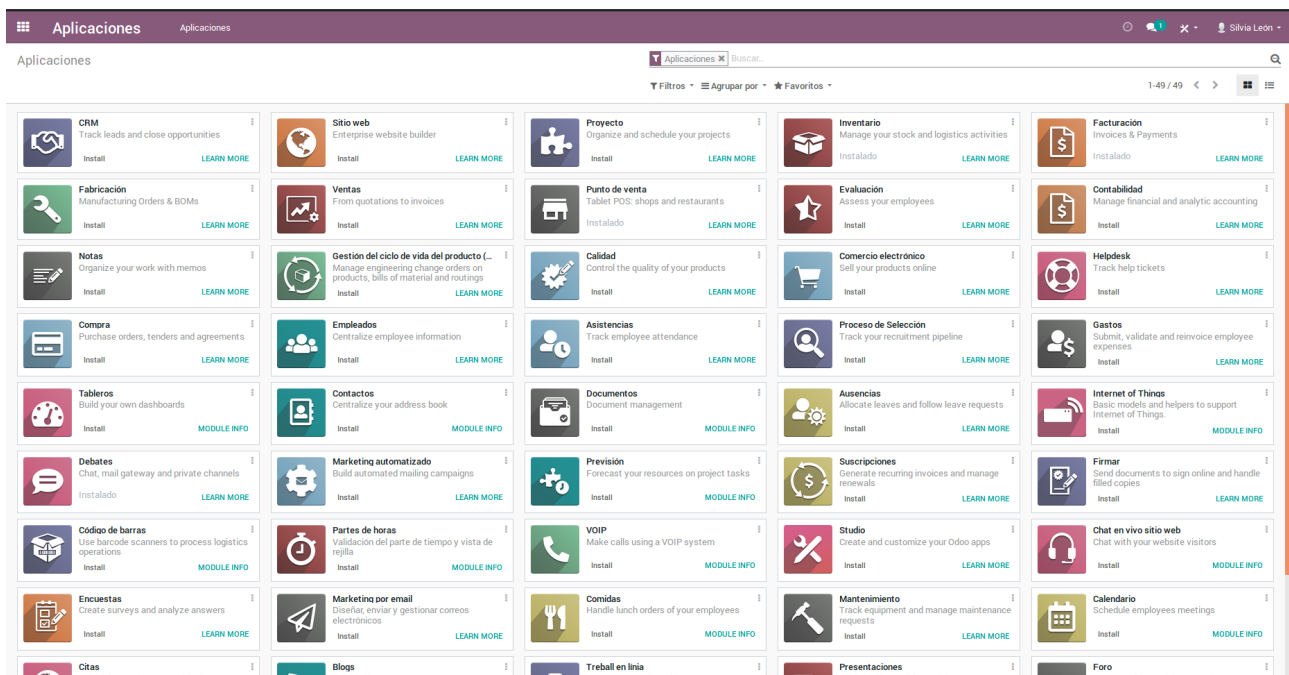 Aplicaciones Aplicaciones 1 Silvia León
Aplicaciones Aplicaciones ✖ Buscar...
Filtros Agrupar por Favoritos 1-49 / 49
CRM
Track leads and close opportunities
Install LEARN MORE
Sitio web
Enterprise website builder
Install LEARN MORE
Proyecto
Organize and schedule your projects
Install LEARN MORE
Inventario
Manage your stock and logistics activities
Instalado LEARN MORE
Facturación
Invoices & Payments
Instalado LEARN MORE
Fabricación
Manufacturing Orders & BOMs
Install LEARN MORE
Ventas
From quotations to invoices
Install LEARN MORE
Punto de venta
Tablet POS: shops and restaurants
Instalado LEARN MORE
Evaluación
Assess your employees
Install LEARN MORE
Contabilidad
Manage financial and analytic accounting
Install LEARN MORE
Notas
Organize your work with memos
Install LEARN MORE
Gestión del ciclo de vida del producto (...
Manage engineering change orders on
products, bills of material and routings
Install LEARN MORE
Calidad
Control the quality of your products
Install LEARN MORE
Comercio electrónico
Sell your products online
Install LEARN MORE
Helpdesk
Track help tickets
Install LEARN MORE
Compra
Purchase orders, tenders and agreements
Install LEARN MORE
Empleados
Centralize employee information
Install LEARN MORE
Asistencias
Track employee attendance
Install LEARN MORE
Proceso de Selección
Track your recruitment pipeline
Install LEARN MORE
Gastos
Submit, validate and reinvoice employee
expenses
Install LEARN MORE
Tableros
Build your own dashboards
Install MODULE INFO
Contactos
Centralize your address book
Install MODULE INFO
Documentos
Document management
Install MODULE INFO
Ausencias
Allocate leaves and follow leave requests
Install LEARN MORE
Internet of Things
Basic models and helpers to support
Internet of Things.
Install MODULE INFO
Debates
Chat, mail gateway and private channels
Instalado LEARN MORE
Marketing automatizado
Build automated mailing campaigns
Install LEARN MORE
Previsión
Forecast your resources on project tasks
Install MODULE INFO
Suscripciones
Generate recurring invoices and manage
renewals
Install LEARN MORE
Firmar
Send documents to sign online and handle
filled copies
Install LEARN MORE
Código de barras
Use barcode scanners to process logistics
operations
Install MODULE INFO
Partes de horas
Validación del parte de tiempo y vista de
rejilla
Install MODULE INFO
VOIP
Make calls using a VOIP system
Install MODULE INFO
Studio
Create and customize your Odoo apps
Install LEARN MORE
Chat en vivo sitio web
Chat with your website visitors
Install MODULE INFO
Encuestas
Create surveys and analyze answers
Install LEARN MORE
Marketing por email
Diseñar, enviar y gestionar correos
electrónicos
Install LEARN MORE
Comidas
Handle lunch orders of your employees
Install MODULE INFO
Mantenimiento
Track equipment and manage maintenance
requests
Install LEARN MORE
Calendario
Schedule employees meetings
Install MODULE INFO
Citas
Blogs
Treball en línia
Presentaciones
Foro